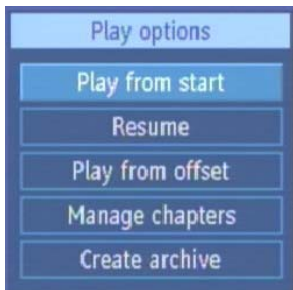 Play options
Play from start
Resume
Play from offset
Manage chapters
Create archive